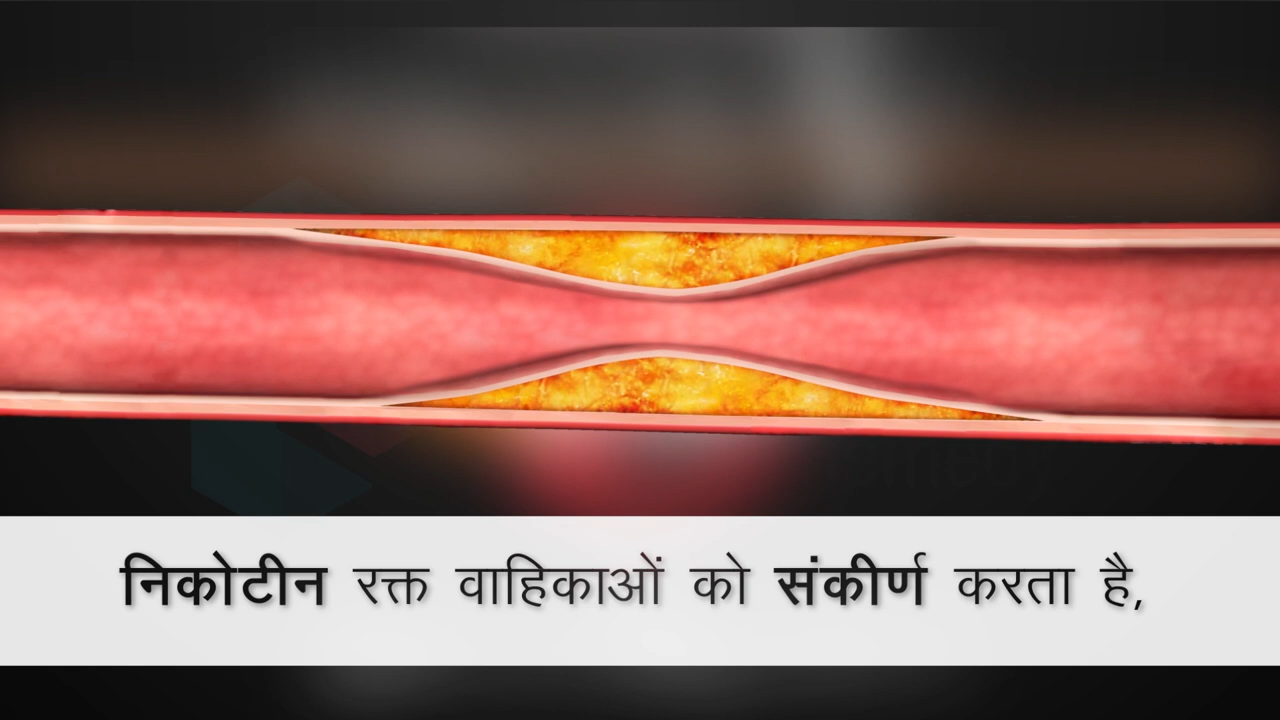 निकोटीन रक्त वाहिकाओं को संकीर्ण करता है,